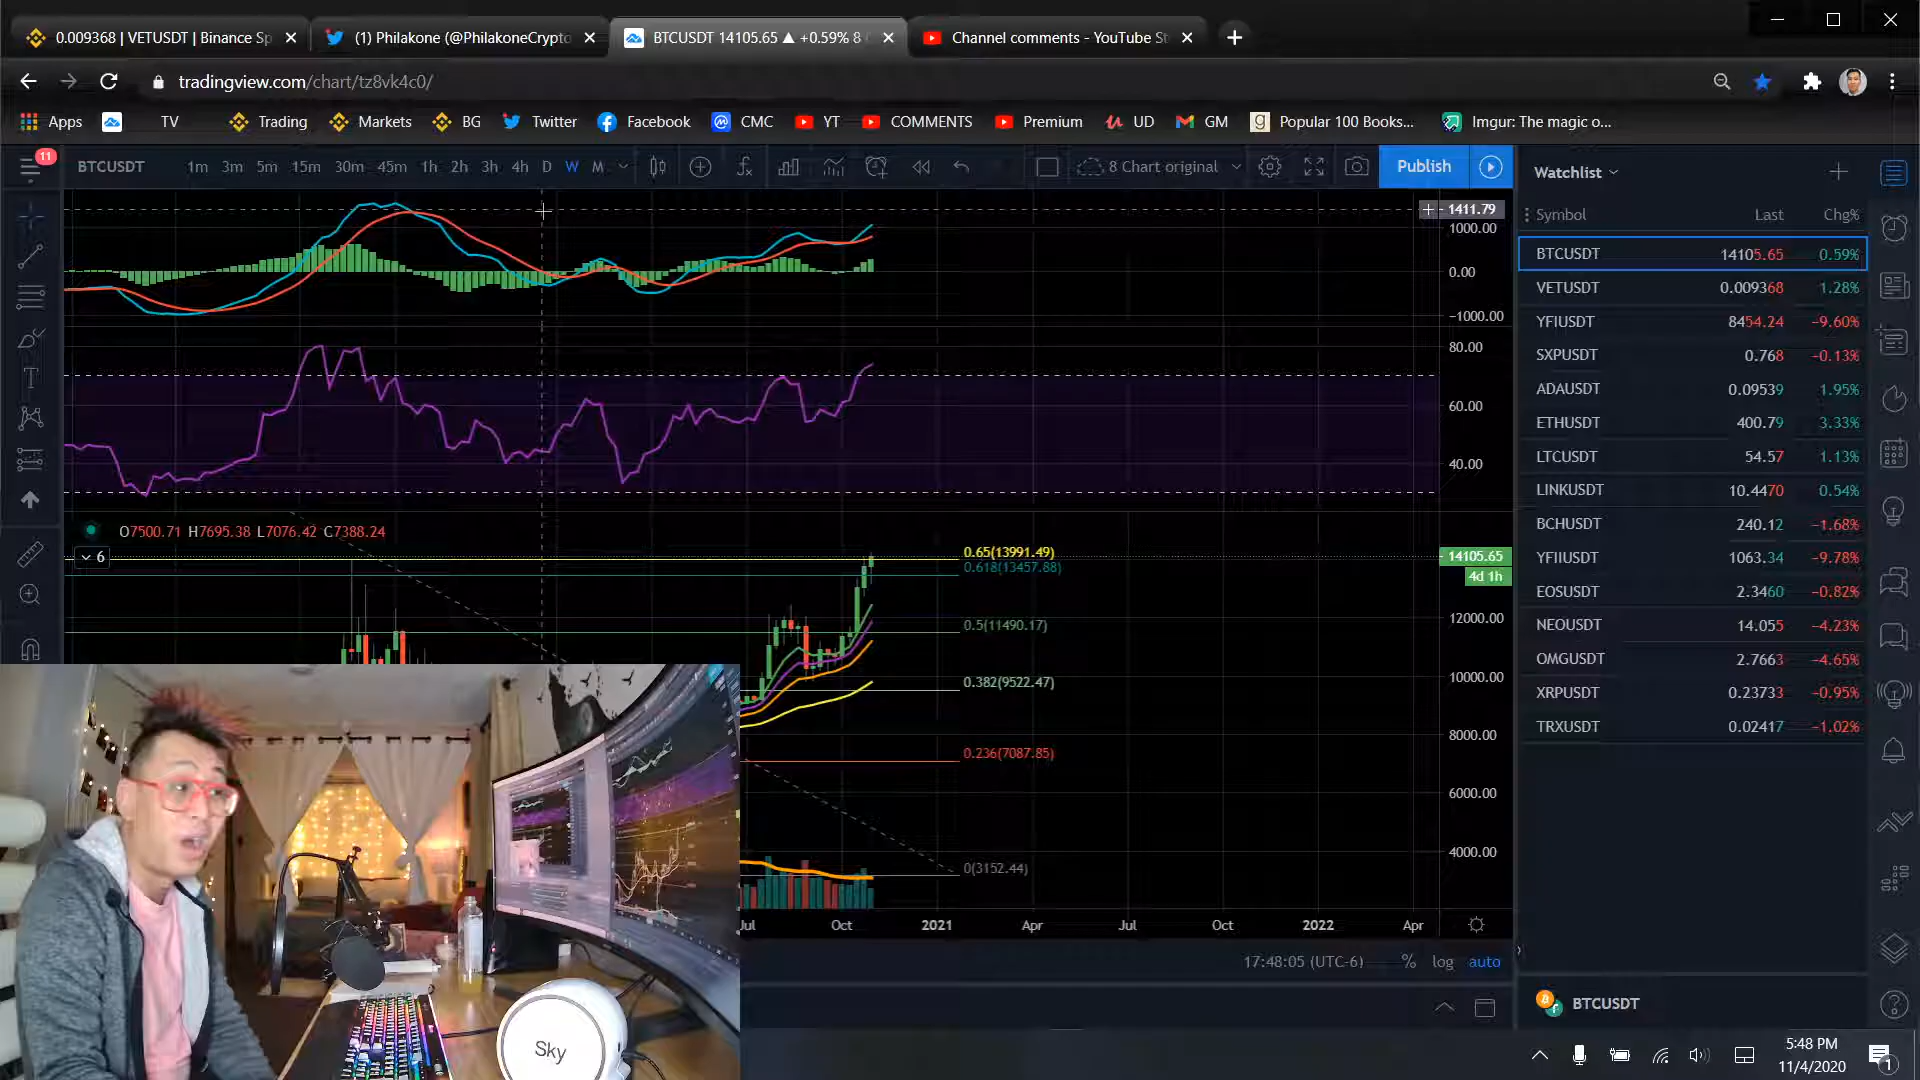 0.009368 | VETUSDT | Binance Sp
(1) Philakone (@PhilakoneCrypto
BTCUSDT 14105.65 ▲ +0.59% 8
Channel comments - YouTube St
tradingview.com/chart/tz8vk4c0/
Apps TV Trading Markets BG Twitter Facebook CMC YT COMMENTS Premium UD GM Popular 100 Books... Imgur: The magic o...
11
BTCUSDT 1m 3m 5m 15m 30m 45m 1h 2h 3h 4h D W M 8 Chart original Publish
1411.79
1000.00
0.00
−1000.00
80.00
60.00
40.00
O7500.71 H7695.38 L7076.42 C7388.24
6
0.65(13991.49)
0.618(13457.88)
0.5(11490.17)
0.382(9522.47)
0.236(7087.85)
0(3152.44)
14105.65
4d 1h
12000.00
10000.00
8000.00
6000.00
4000.00
Jul Oct 2021 Apr Jul Oct 2022 Apr
17:48:05 (UTC-6) % log auto
Watchlist
Symbol Last Chg%
BTCUSDT 14105.65 0.59%
VETUSDT 0.009368 1.28%
YFIUSDT 8454.24 −9.60%
SXPUSDT 0.768 −0.13%
ADAUSDT 0.09539 1.95%
ETHUSDT 400.79 3.33%
LTCUSDT 54.57 1.13%
LINKUSDT 10.4470 0.54%
BCHUSDT 240.12 −1.68%
YFIIUSDT 1063.34 −9.78%
EOSUSDT 2.3460 −0.82%
NEOUSDT 14.055 −4.23%
OMGUSDT 2.7663 −4.65%
XRPUSDT 0.23733 −0.95%
TRXUSDT 0.02417 −1.02%
BTCUSDT
Sky
5:48 PM
11/4/2020
1